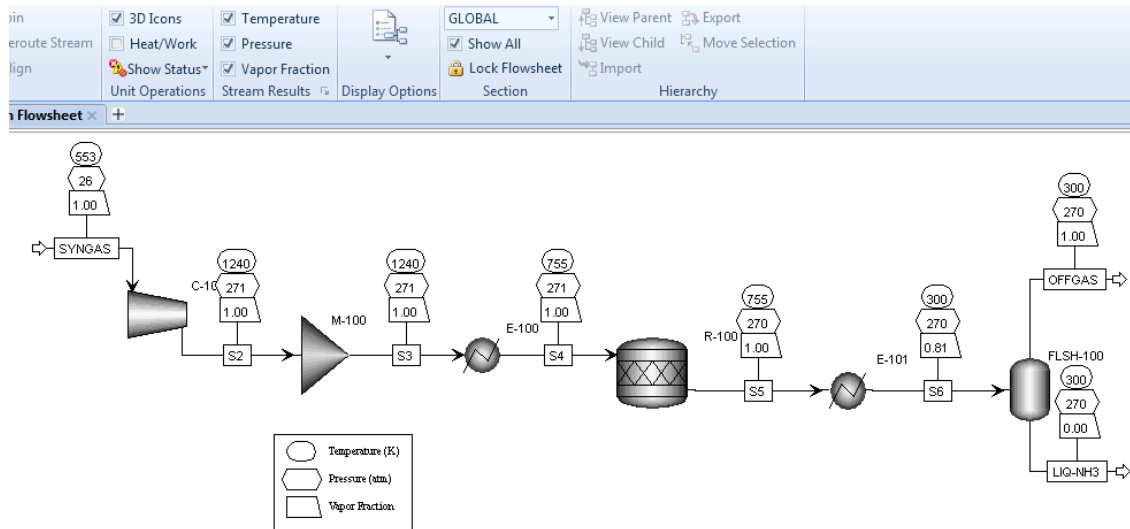 3D Icons
Temperature
GLOBAL
View Parent
Export
eroute Stream
Heat/Work
Pressure
Show All
View Child
Move Selection
lign
Show Status
Vapor Fraction
Lock Flowsheet
Import
Unit Operations
Stream Results
Display Options
Section
Hierarchy
Flowsheet
553
26
1.00
SYNGAS
C-10
1240
271
1.00
S2
M-100
1240
271
1.00
S3
E-100
755
271
1.00
S4
R-100
755
270
1.00
S5
E-101
300
270
0.81
S6
300
270
1.00
OFFGAS
FLSH-100
300
270
0.00
LIQ-NH3
Temperature (K)
Pressure (atm)
Vapor Fraction